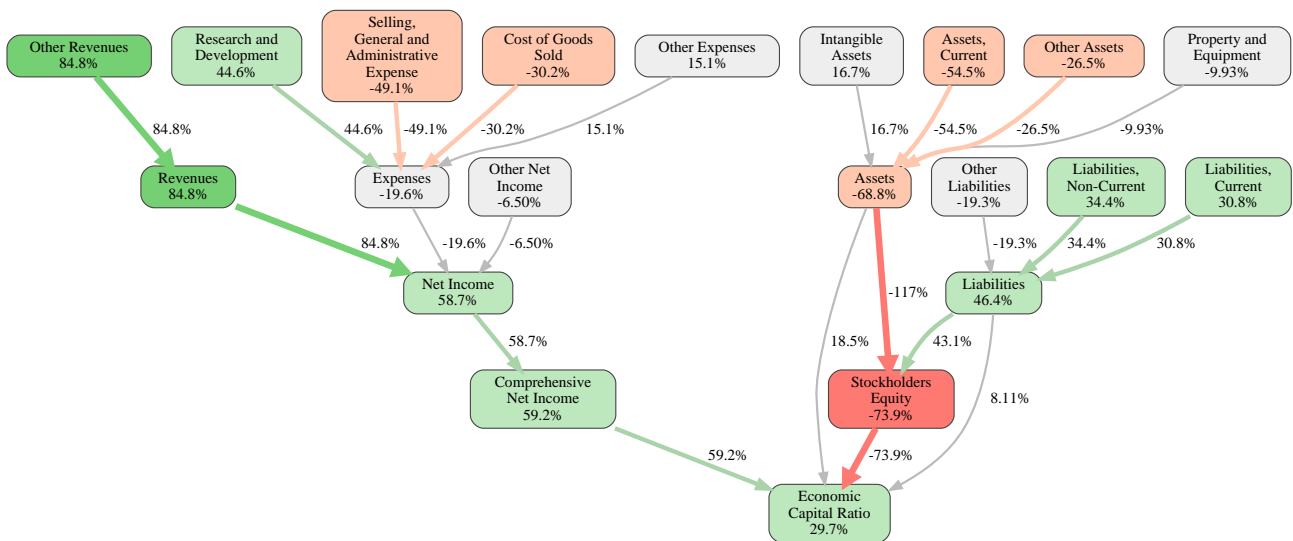 Other Revenues
84.8%
Research and
Development
44.6%
Selling,
General and
Administrative
Expense
-49.1%
Cost of Goods
Sold
-30.2%
Other Expenses
15.1%
Intangible
Assets
16.7%
Assets,
Current
-54.5%
Other Assets
-26.5%
Property and
Equipment
-9.93%
84.8%
44.6%
-49.1%
-30.2%
15.1%
16.7%
-54.5%
-26.5%
-9.93%
Revenues
84.8%
Expenses
-19.6%
Other Net
Income
-6.50%
Assets
-68.8%
Other
Liabilities
-19.3%
Liabilities,
Non-Current
34.4%
Liabilities,
Current
30.8%
84.8%
-19.6%
-6.50%
-19.3%
34.4%
30.8%
Net Income
58.7%
-117%
Liabilities
46.4%
58.7%
18.5%
43.1%
Comprehensive
Net Income
59.2%
Stockholders
Equity
-73.9%
8.11%
59.2%
-73.9%
Economic
Capital Ratio
29.7%